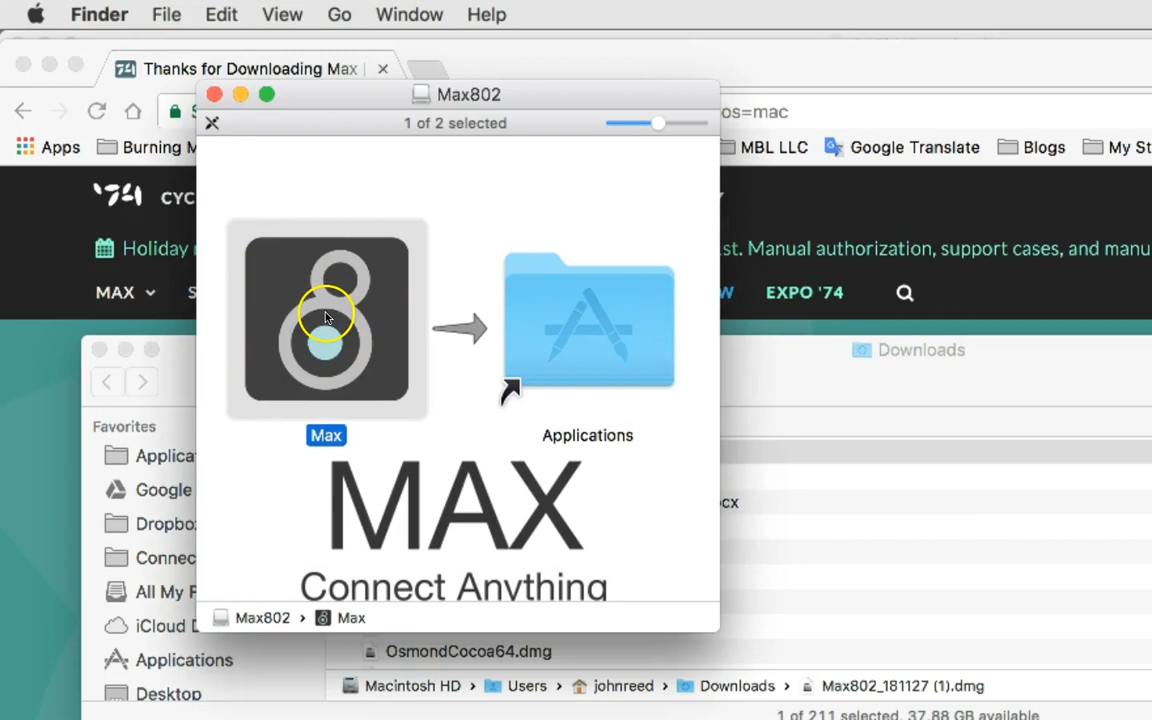 Finder File Edit View Go Window Help
Thanks for Downloading Max
Max802
1 of 2 selected
os=mac
Apps Burning M
MBL LLC Google Translate Blogs My St
'74 CYC
Holiday
st. Manual authorization, support cases, and manu
MAX S
W EXPO '74
Downloads
Max
Applications
MAX
Connect Anything
Max802 › Max
Favorites
Applica
Google
Dropbo
Connec
All My F
iCloud D
Applications
Desktop
cx
OsmondCocoa64.dmg
Macintosh HD › Users › johnreed › Downloads › Max802_181127 (1).dmg
1 of 211 selected, 37.88 GB available